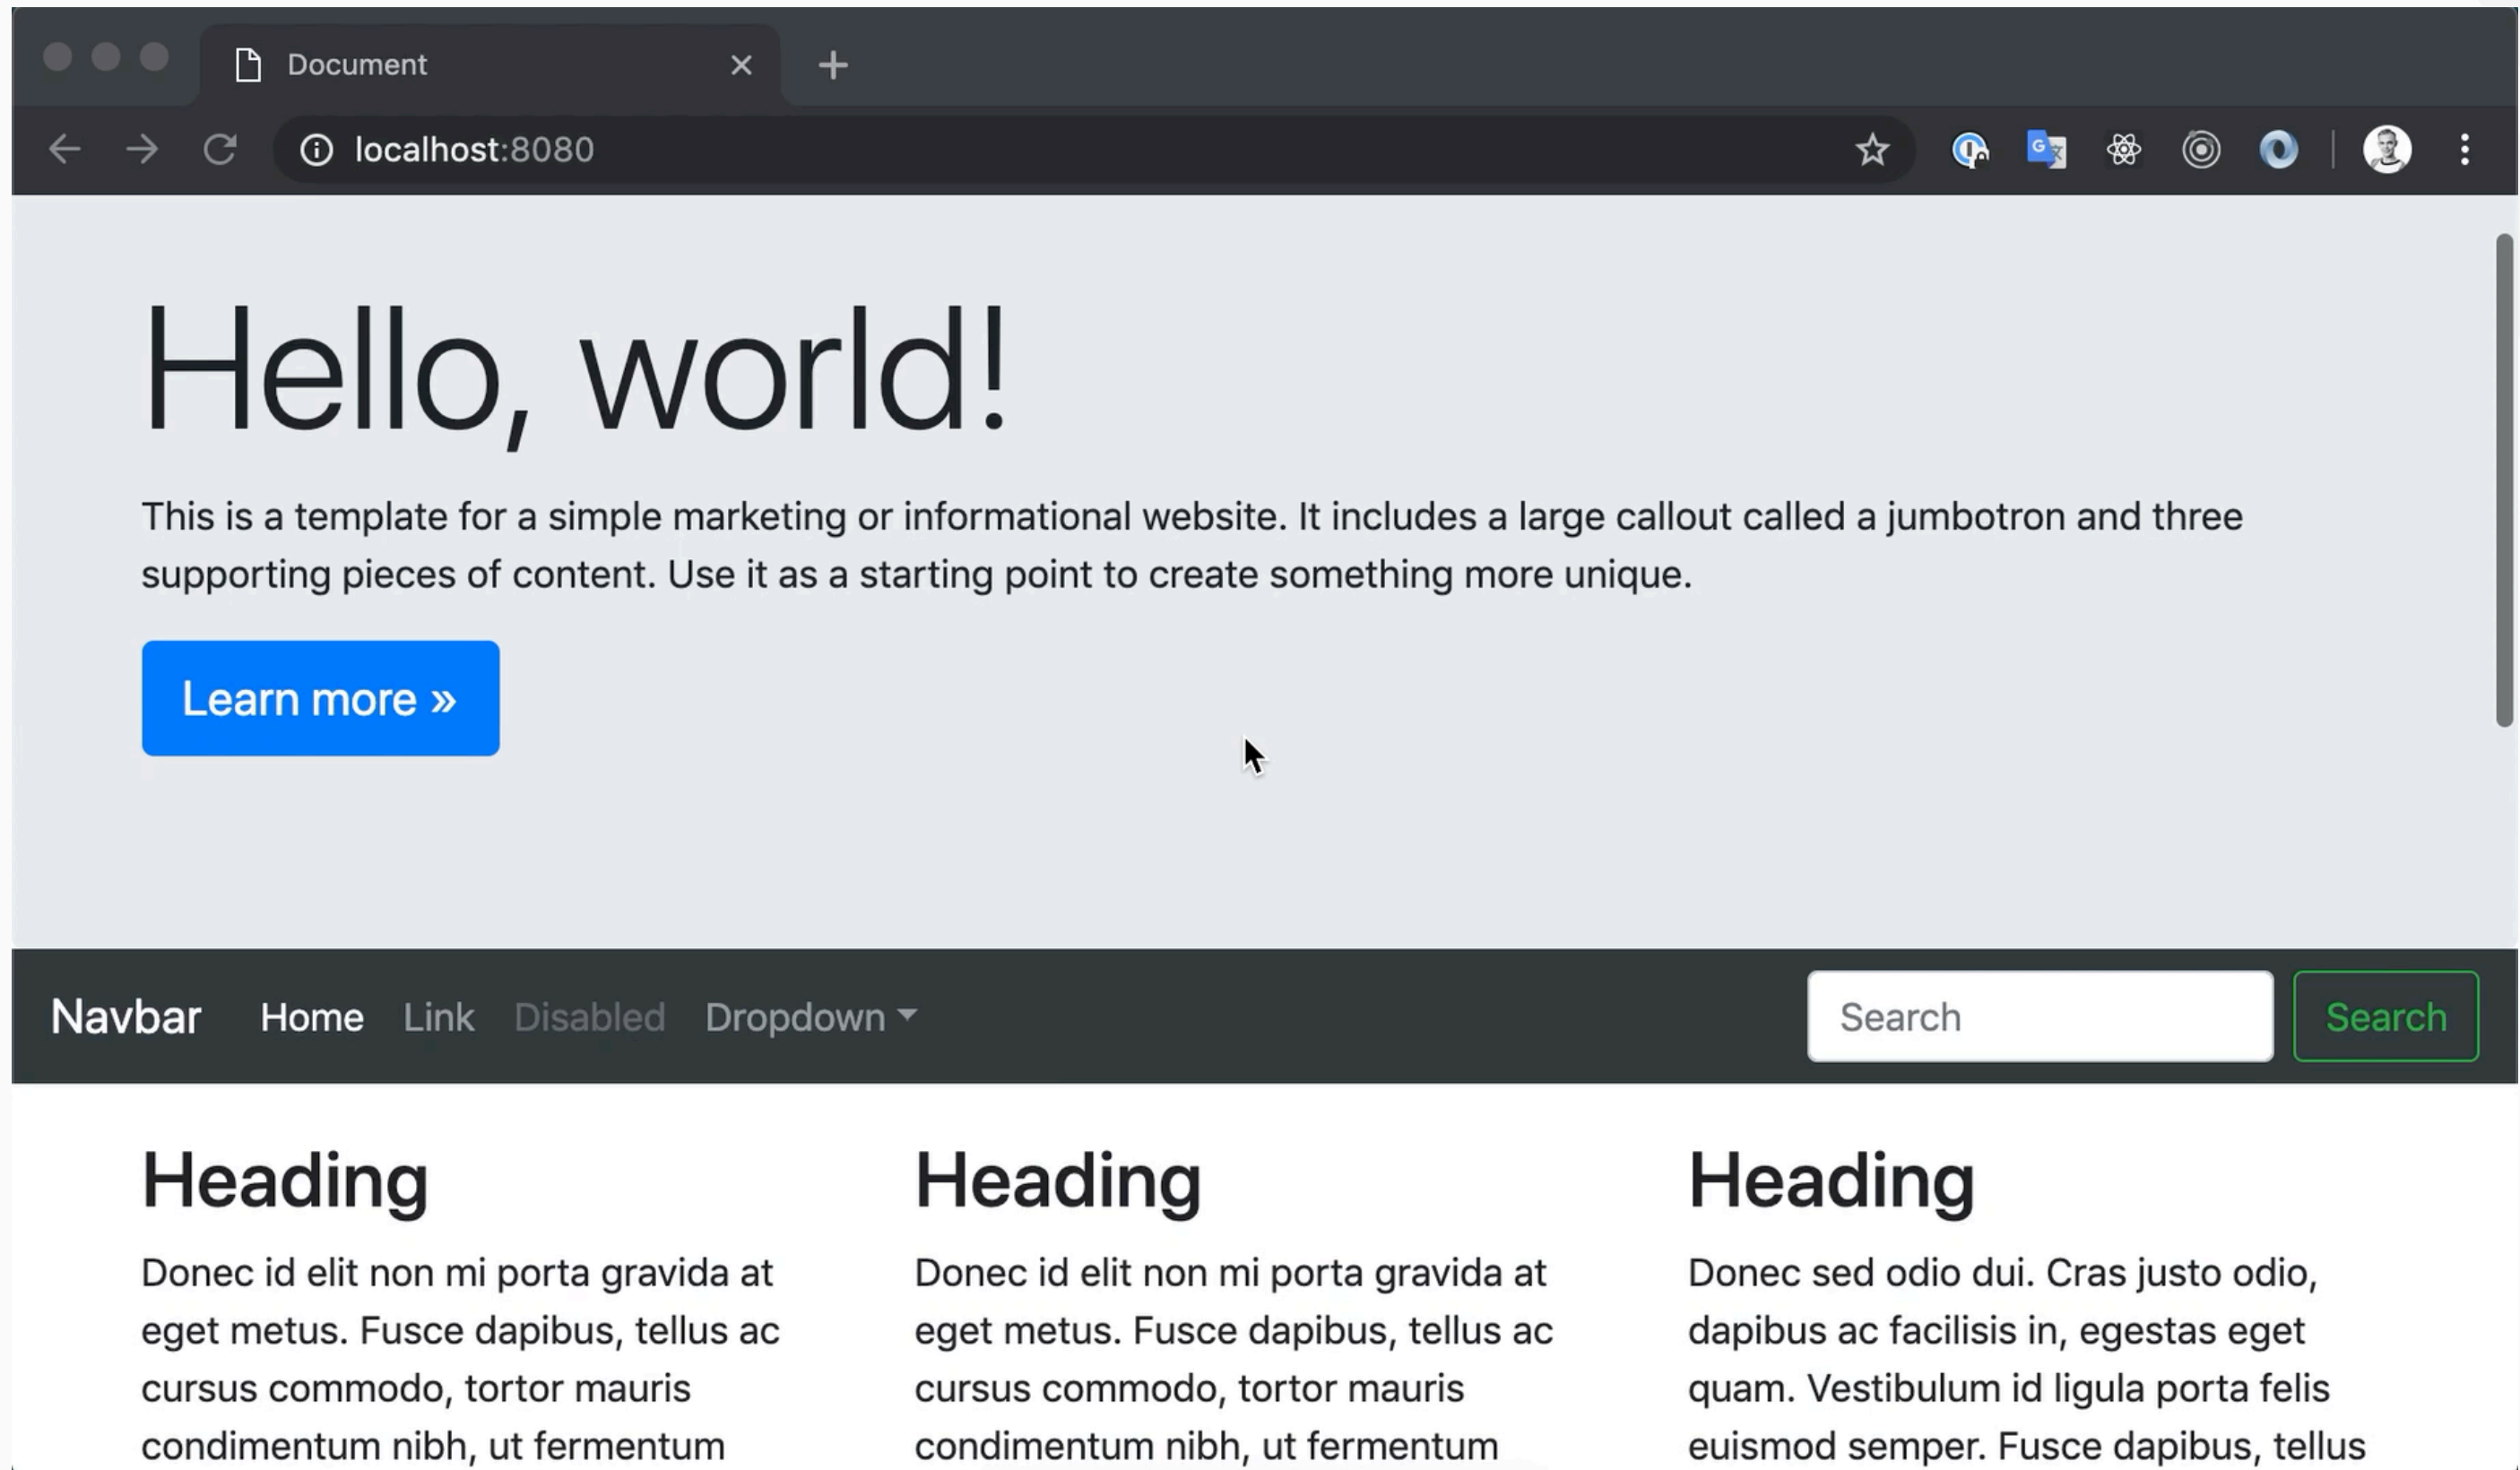 Document
localhost:8080
Hello, world!
This is a template for a simple marketing or informational website. It includes a large callout called a jumbotron and three
supporting pieces of content. Use it as a starting point to create something more unique.
Learn more »
Navbar Home Link Disabled Dropdown Search Search
Heading
Donec id elit non mi porta gravida at
eget metus. Fusce dapibus, tellus ac
cursus commodo, tortor mauris
condimentum nibh, ut fermentum
Heading
Donec id elit non mi porta gravida at
eget metus. Fusce dapibus, tellus ac
cursus commodo, tortor mauris
condimentum nibh, ut fermentum
Heading
Donec sed odio dui. Cras justo odio,
dapibus ac facilisis in, egestas eget
quam. Vestibulum id ligula porta felis
euismod semper. Fusce dapibus, tellus